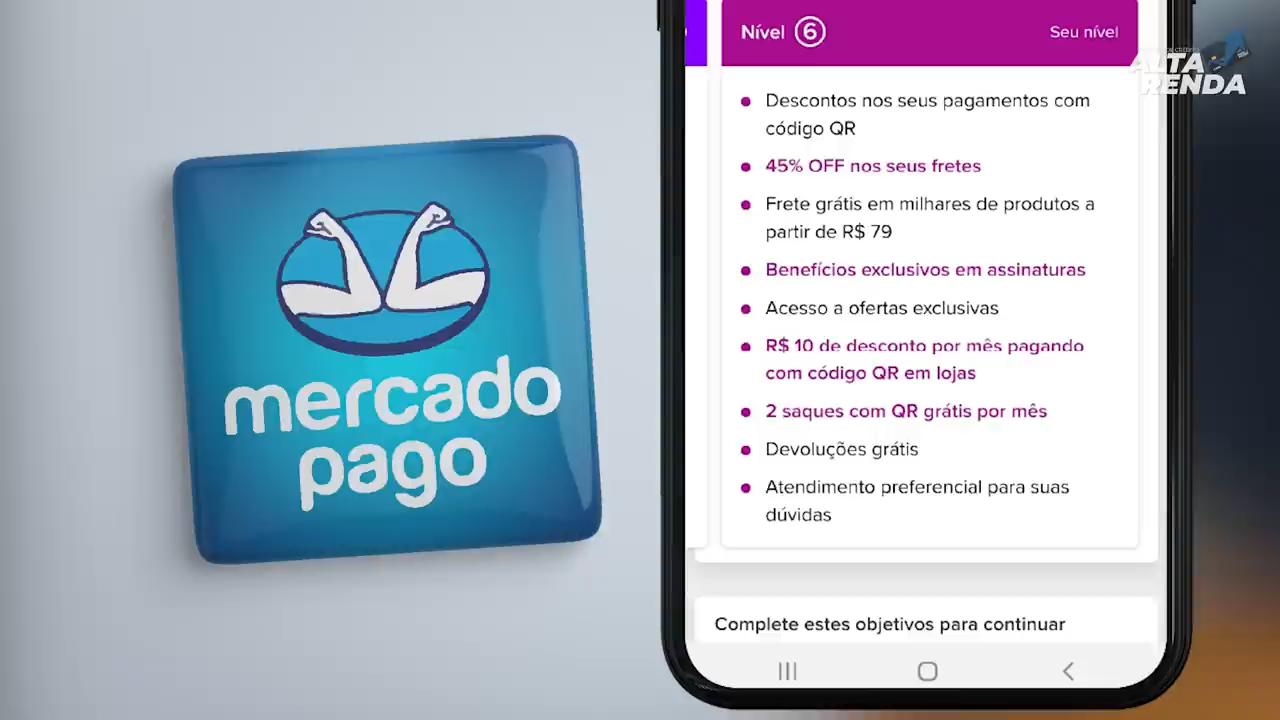 mercado
pago
Nível 6
Seu nível
ALTA
RENDA
Descontos nos seus pagamentos com
código QR
45% OFF nos seus fretes
Frete grátis em milhares de produtos a
partir de R$ 79
Benefícios exclusivos em assinaturas
Acesso a ofertas exclusivas
R$ 10 de desconto por mês pagando
com código QR em lojas
2 saques com QR grátis por mês
Devoluções grátis
Atendimento preferencial para suas
dúvidas
Complete estes objetivos para continuar